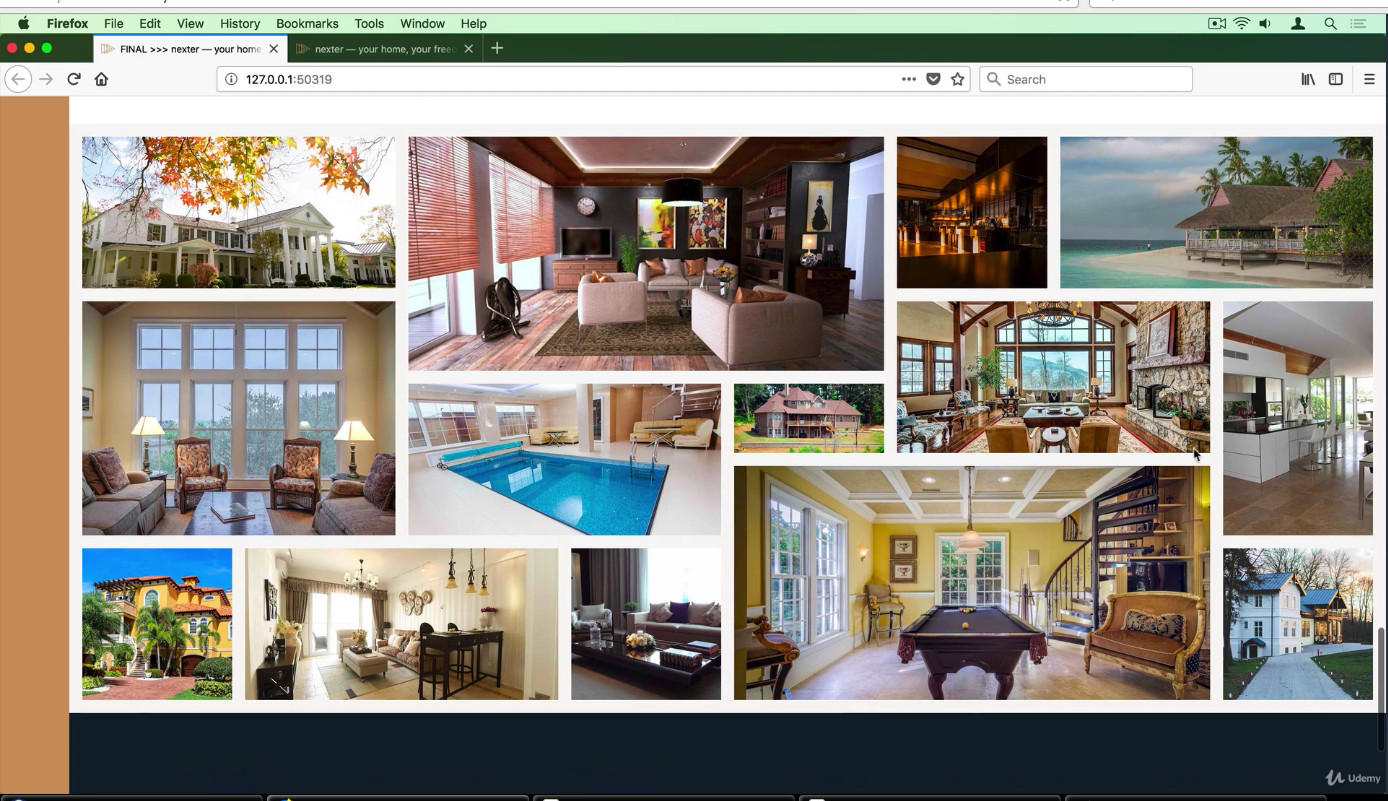 Firefox File Edit View History Bookmarks Tools Window Help
FINAL >>> nexter — your home nexter — your home, your free
127.0.0.1:50319 Search
Udemy